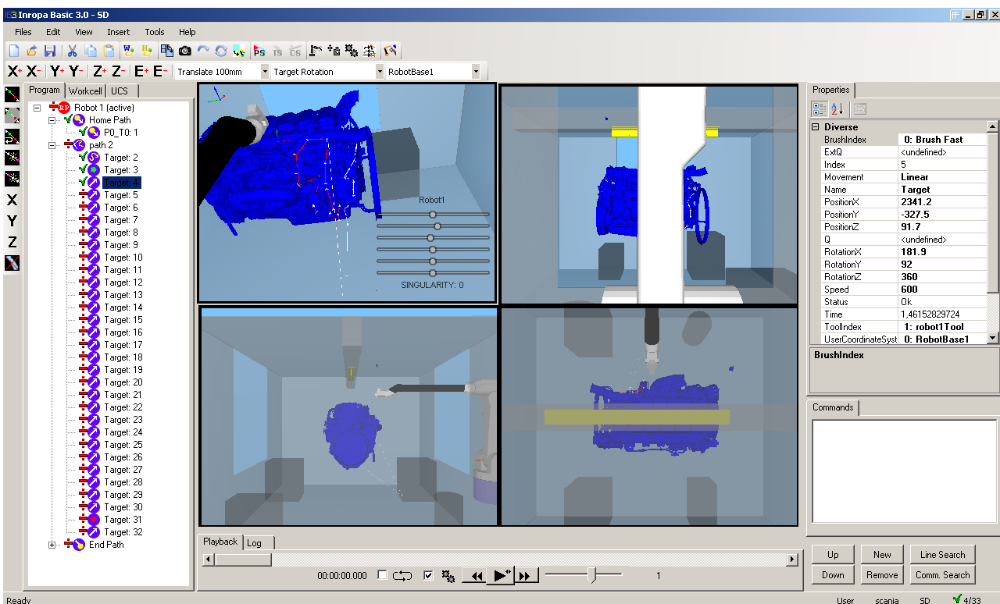 Inropa Basic 3.0 - SD
Files Edit View Insert Tools Help
PS TS CS
X+ X- Y+ Y- Z+ Z- E+ E- Translate 100mm Target Rotation RobotBase1
Program Workcell UCS
RP Robot 1 (active)
Home Path
P0_T0: 1
path 2
Target: 2
Target: 3
Target: 4
Target: 5
Target: 6
Target: 7
Target: 8
Target: 9
Target: 10
Target: 11
Target: 12
Target: 13
Target: 14
Target: 15
Target: 16
Target: 17
Target: 18
Target: 19
Target: 20
Target: 21
Target: 22
Target: 23
Target: 24
Target: 25
Target: 26
Target: 27
Target: 28
Target: 29
Target: 30
Target: 31
Target: 32
End Path
X
Y
Z
Robot1
SINGULARITY: 0
Properties
Diverse
BrushIndex 0: Brush Fast
ExtQ <undefined>
Index 5
Movement Linear
Name Target
PositionX 2341.2
PositionY -327.5
PositionZ 91.7
Q <undefined>
RotationX 181.9
RotationY 92
RotationZ 360
Speed 600
Status Ok
Time 1,46152829724
ToolIndex 1: robot1Tool
UserCoordinateSyst 0: RobotBase1
BrushIndex
Commands
Playback Log
00:00:00.000 1
Up New Line Search
Down Remove Comm. Search
Ready User scania SD 4/33